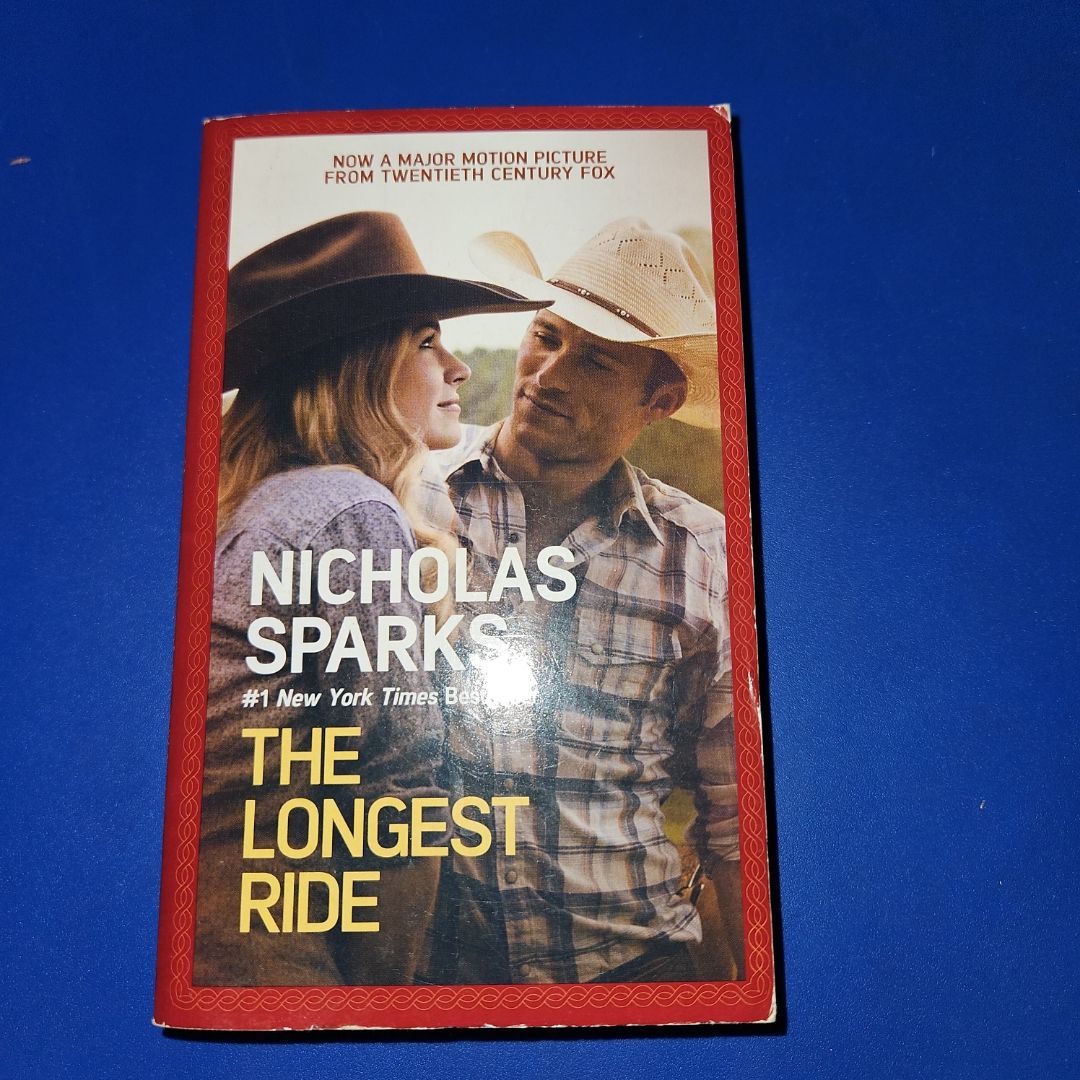 NOW A MAJOR MOTION PICTURE
FROM TWENTIETH CENTURY FOX
NICHOLAS
SPARKS
#1 New York Times
THE
LONGEST
RIDE